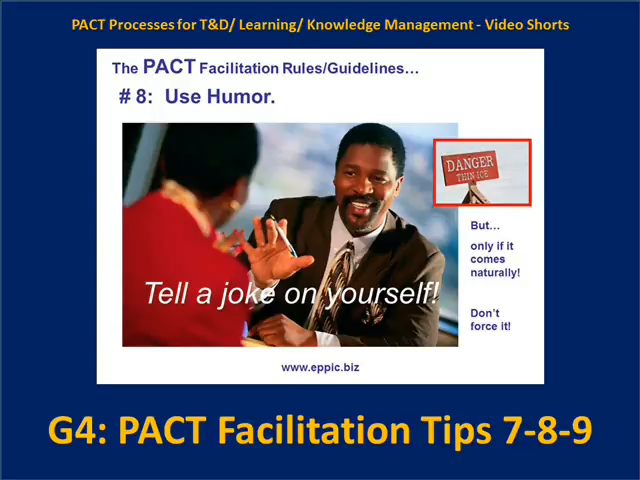 PACT Processes for T&D/ Learning/ Knowledge Management - Video Shorts
The PACT Facilitation Rules/Guidelines…
# 8: Use Humor.
DANGER
THIN ICE
But…
only if it
comes
naturally!
Tell a joke on yourself!
Don't
force it!
www.eppic.biz
G4: PACT Facilitation Tips 7-8-9